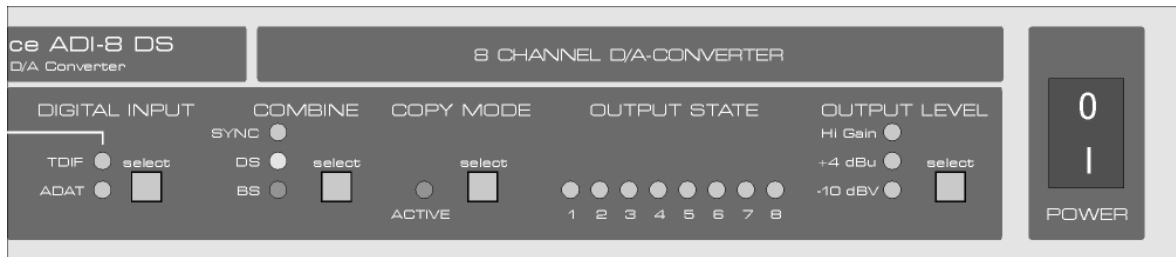 ce ADI-8 DS
D/A Converter
8 CHANNEL D/A-CONVERTER
DIGITAL INPUT
TDIF
select
ADAT
COMBINE
SYNC
DS
select
BS
COPY MODE
select
ACTIVE
OUTPUT STATE
1 2 3 4 5 6 7 8
OUTPUT LEVEL
Hi Gain
+4 dBu
select
-10 dBV
0
I
POWER